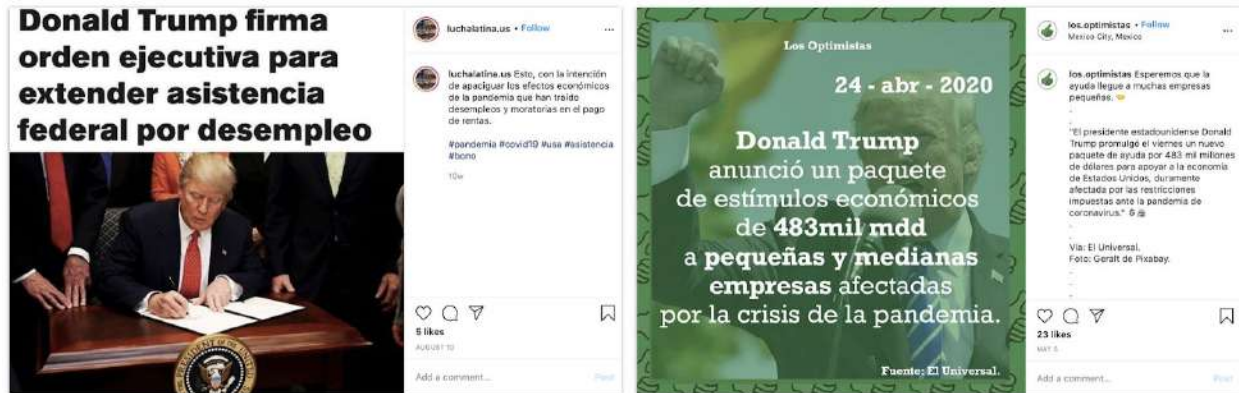 Donald Trump firma
orden ejecutiva para
extender asistencia
federal por desempleo
luchalatina.us • Follow
luchalatina.us Esto, con la intención
de apaciguar los efectos económicos
de la pandemia que han traído
desempleos y moratorias en el pago
de rentas.
#pandemia #covid19 #usa #asistencia
#bono
10w
5 likes
AUGUST 10
Add a comment...
Post
Los Optimistas
24 - abr - 2020
Donald Trump
anunció un paquete
de estímulos económicos
de 483mil mdd
a pequeñas y medianas
empresas afectadas
por la crisis de la pandemia.
Fuente: El Universal.
los.optimistas • Follow
Mexico City, Mexico
los.optimistas Esperemos que la
ayuda llegue a muchas empresas
pequeñas.
.
.
"El presidente estadounidense Donald
Trump promulgó el viernes un nuevo
paquete de ayuda por 483 mil millones
de dólares para apoyar a la economía
de Estados Unidos, duramente
afectada por las restricciones
impuestas ante la pandemia de
coronavirus."
.
.
Vía: El Universal.
Foto: Geralt de Pixabay.
.
.
.
23 likes
MAY 5
Add a comment...
Post